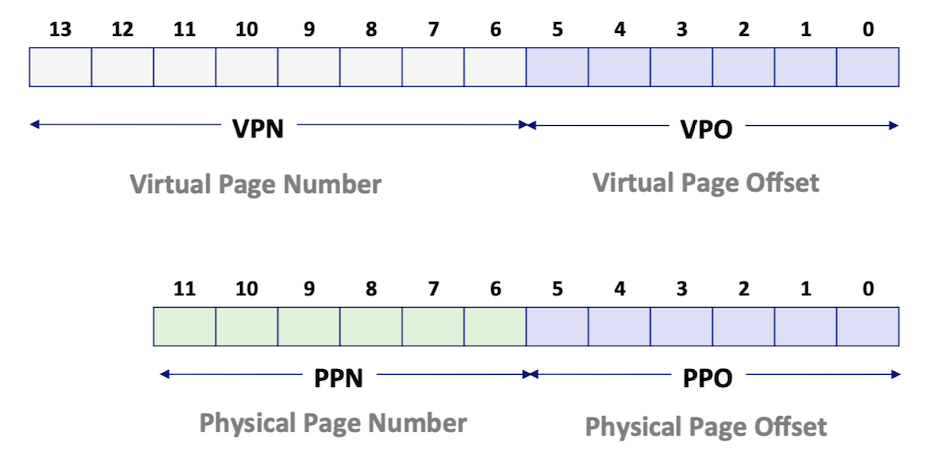 13 12 11 10 9 8 7 6 5 4 3 2 1 0
VPN VPO
Virtual Page Number Virtual Page Offset
11 10 9 8 7 6 5 4 3 2 1 0
PPN PPO
Physical Page Number Physical Page Offset